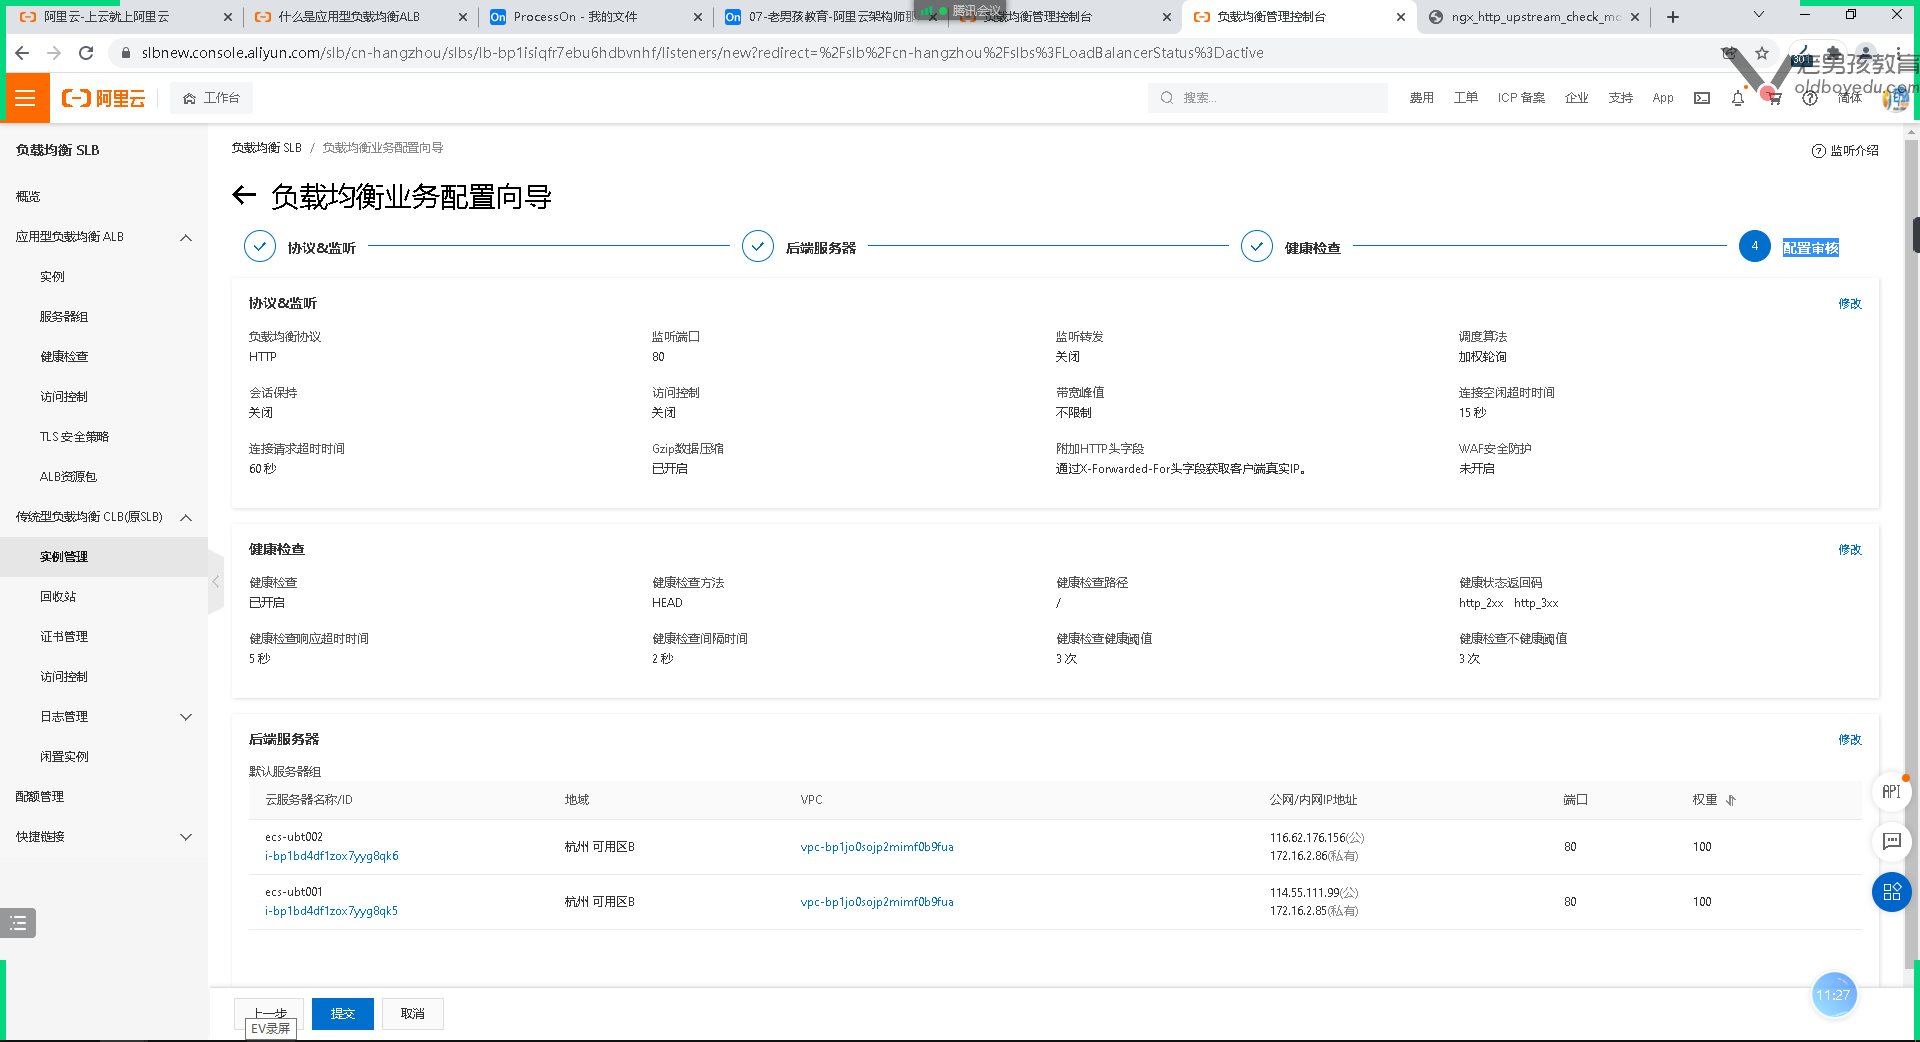 阿里云-上云就上阿里云
什么是应用型负载均衡ALB
ProcessOn - 我的文件
07-老男孩教育-阿里云架构师
腾讯会议
负载均衡管理控制台
负载均衡管理控制台
ngx_http_upstream_check_mo
slbnew.console.aliyun.com/slb/cn-hangzhou/slbs/lb-bp1isiqfr7ebu6hdbvnhf/listeners/new?redirect=%2Fslb%2Fcn-hangzhou%2Fslbs%3FLoadBalancerStatus%3Dactive
老男孩教育
oldboyedu.com
阿里云
工作台
搜索...
费用 工单 ICP 备案 企业 支持 App 简体
负载均衡 SLB
概览
应用型负载均衡 ALB
实例
服务器组
健康检查
访问控制
TLS 安全策略
ALB资源包
传统型负载均衡 CLB(原SLB)
实例管理
回收站
证书管理
访问控制
日志管理
闲置实例
配额管理
快捷链接
负载均衡 SLB / 负载均衡业务配置向导
监听介绍
负载均衡业务配置向导
协议&监听
后端服务器
健康检查
4 配置审核
协议&监听 修改
负载均衡协议 监听端口 监听转发 调度算法
HTTP 80 关闭 加权轮询
会话保持 访问控制 带宽峰值 连接空闲超时时间
关闭 关闭 不限制 15 秒
连接请求超时时间 Gzip数据压缩 附加HTTP头字段 WAF安全防护
60 秒 已开启 通过X-Forwarded-For头字段获取客户端真实IP。 未开启
健康检查 修改
健康检查 健康检查方法 健康检查路径 健康状态返回码
已开启 HEAD / http_2xx http_3xx
健康检查响应超时时间 健康检查间隔时间 健康检查健康阈值 健康检查不健康阈值
5 秒 2 秒 3 次 3 次
后端服务器 修改
默认服务器组
云服务器名称/ID 地域 VPC 公网/内网IP地址 端口 权重
ecs-ubt002
i-bp1bd4df1zox7yyg8qk6
杭州 可用区B
vpc-bp1jo0sojp2mimf0b9fua
116.62.176.156(公)
172.16.2.86(私有)
80
100
ecs-ubt001
i-bp1bd4df1zox7yyg8qk5
杭州 可用区B
vpc-bp1jo0sojp2mimf0b9fua
114.55.111.99(公)
172.16.2.85(私有)
80
100
API
11:27
上一步 提交 取消
EV录屏